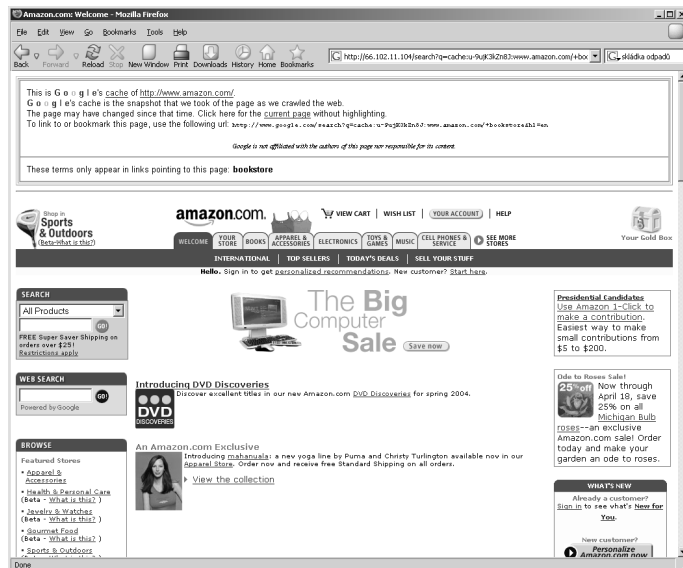 Amazon.com: Welcome - Mozilla Firefox
File Edit View Go Bookmarks Tools Help
Back Forward Reload Stop New Window Print Downloads History Home Bookmarks
http://66.102.11.104/search?q=cache:u-9ujK3kZn8J:www.amazon.com/+boo
skládka odpadů
This is Google's cache of http://www.amazon.com/.
Google's cache is the snapshot that we took of the page as we crawled the web.
The page may have changed since that time. Click here for the current page without highlighting.
To link to or bookmark this page, use the following url: http://www.google.com/search?q=cache:u-9ujK3kZn8J:www.amazon.com/+bookstore&hl=en
Google is not affiliated with the authors of this page nor responsible for its content.
These terms only appear in links pointing to this page: bookstore
Shop in
Sports
& Outdoors
(Beta-What is this?)
amazon.com.
VIEW CART | WISH LIST | YOUR ACCOUNT | HELP
WELCOME
YOUR STORE
BOOKS
APPAREL & ACCESSORIES
ELECTRONICS
TOYS & GAMES
MUSIC
CELL PHONES & SERVICE
SEE MORE STORES
Your Gold Box
INTERNATIONAL | TOP SELLERS | TODAY'S DEALS | SELL YOUR STUFF
Hello. Sign in to get personalized recommendations. New customer? Start here.
SEARCH
All Products
GO!
FREE Super Saver Shipping on
orders over $25!
Restrictions apply
WEB SEARCH
GO!
Powered by Google
BROWSE
Featured Stores
• Apparel &
Accessories
• Health & Personal Care
(Beta - What is this? )
• Jewelry & Watches
(Beta - What is this? )
• Gourmet Food
(Beta - What is this? )
• Sports & Outdoors
(Beta - What is this? )
The Big
Computer
Sale
Save now
Introducing DVD Discoveries
DVD
DISCOVERIES
Discover excellent titles in our new Amazon.com DVD Discoveries for spring 2004.
An Amazon.com Exclusive
Introducing mahanuala: a new yoga line by Puma and Christy Turlington available now in our
Apparel Store. Order now and receive free Standard Shipping on all orders.
View the collection
Presidential Candidates
Use Amazon 1-Click to
make a contribution.
Easiest way to make
small contributions from
$5 to $200.
Ode to Roses Sale!
25% off
Now through
April 18, save
25% on all
Michigan Bulb
roses--an exclusive
Amazon.com sale! Order
today and make your
garden an ode to roses.
WHAT'S NEW
Already a customer?
Sign in to see what's New for
You.
New customer?
Personalize
Amazon.com now
Done